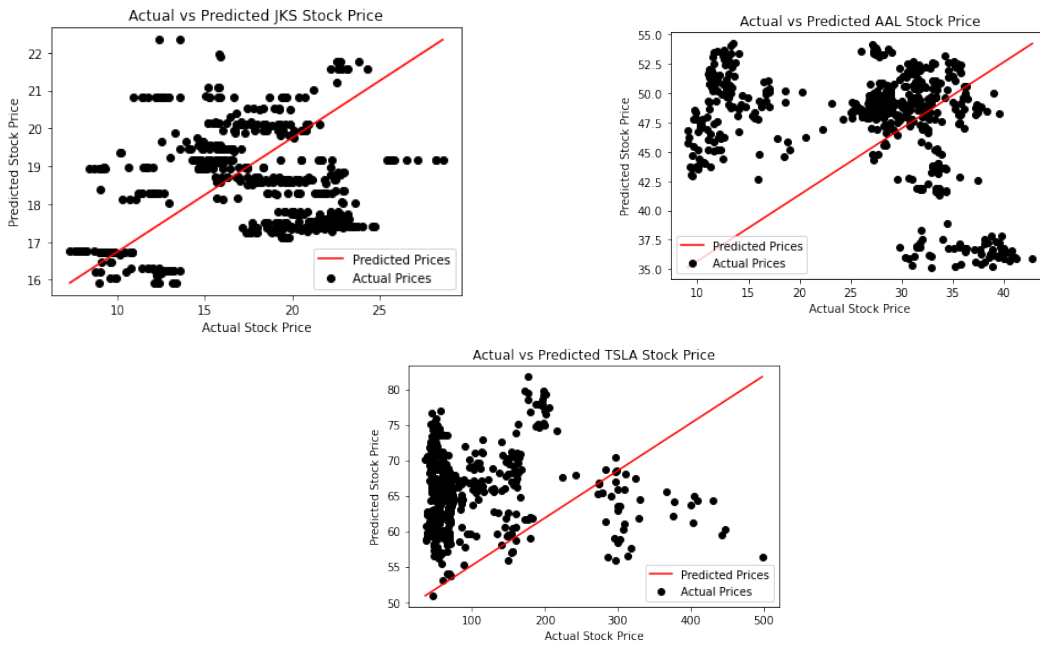 Actual vs Predicted JKS Stock Price
22
21
20
19
18
17
16
Predicted Stock Price
10
15
20
25
Actual Stock Price
Predicted Prices
Actual Prices
Actual vs Predicted AAL Stock Price
55.0
52.5
50.0
47.5
45.0
42.5
40.0
37.5
35.0
Predicted Stock Price
10
15
20
25
30
35
40
Actual Stock Price
Predicted Prices
Actual Prices
Actual vs Predicted TSLA Stock Price
80
75
70
65
60
55
50
Predicted Stock Price
100
200
300
400
500
Actual Stock Price
Predicted Prices
Actual Prices